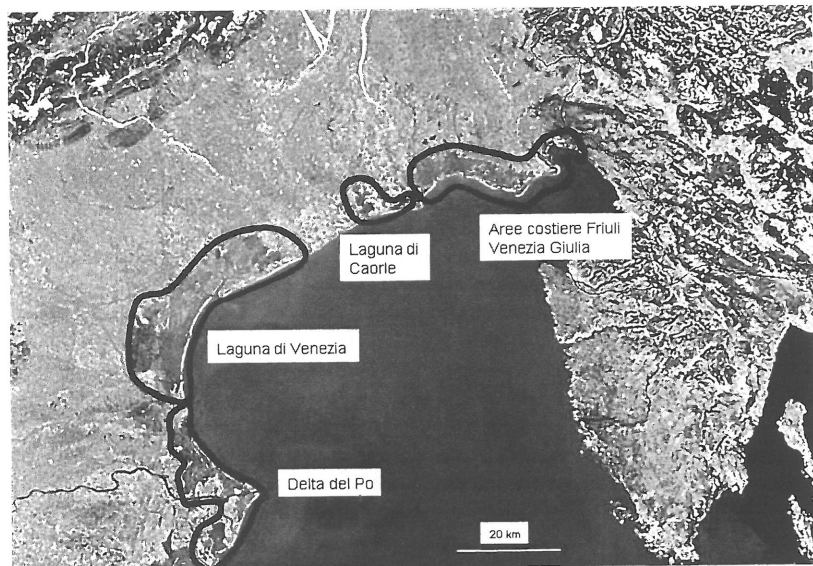 Aree costiere Friuli
Venezia Giulia
Laguna di
Caorle
Laguna di Venezia
Delta del Po
20 km